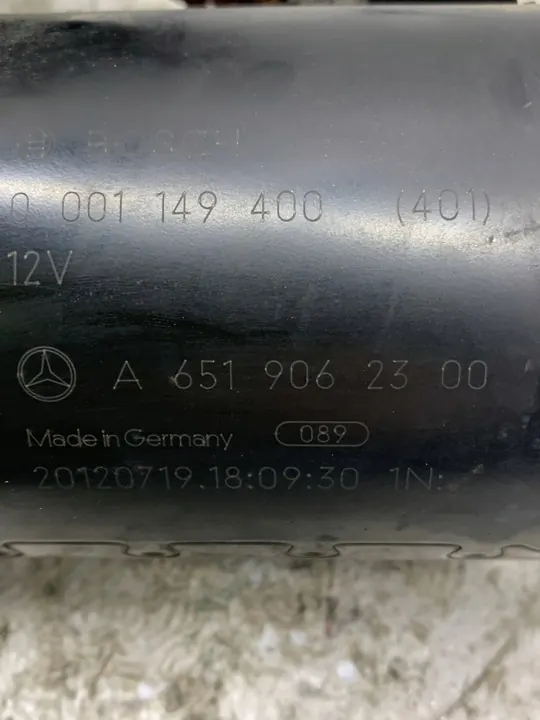 BOSCH
0 001 149 400 (401)
12V
A 651 906 23 00
Made in Germany 089
20120719.18:09:30 1N: